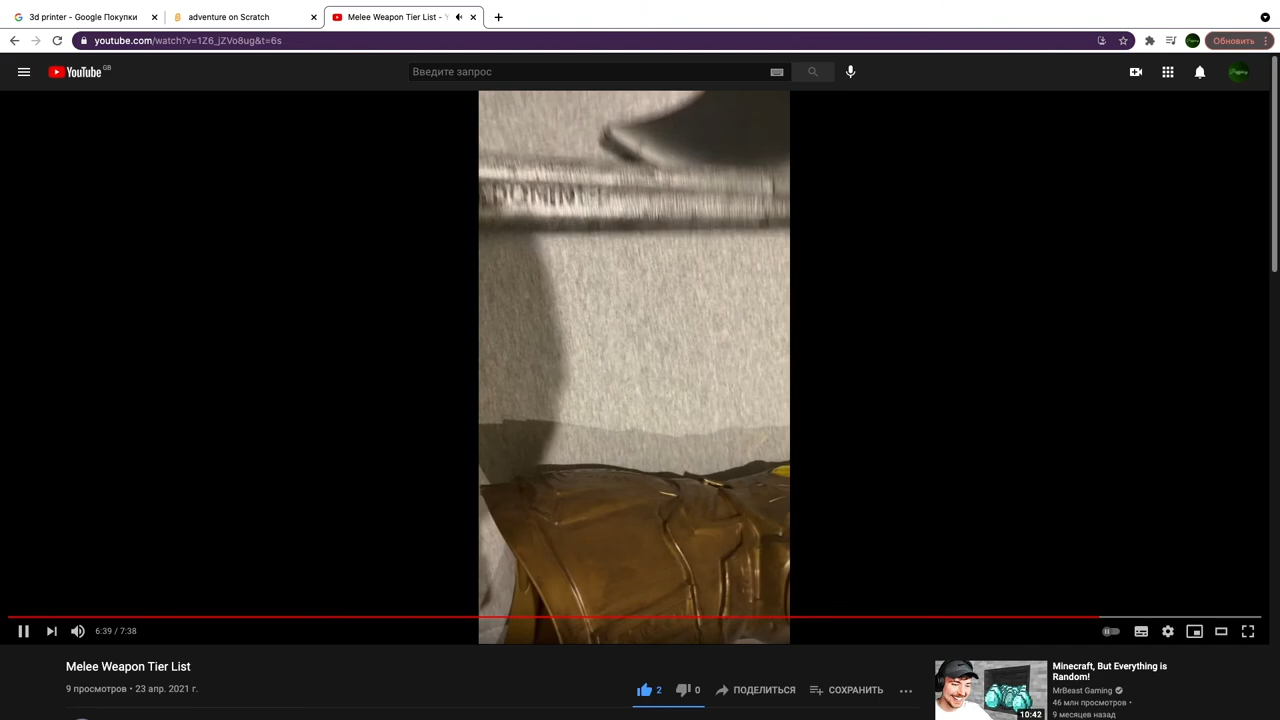 3d printer - Google Покупки
adventure on Scratch
Melee Weapon Tier List -
youtube.com/watch?v=1Z6_jZVo8ug&t=6s
Обновить
YouTube GB
Введите запрос
6:39 / 7:38
Melee Weapon Tier List
9 просмотров • 23 апр. 2021 г.
2
0
ПОДЕЛИТЬСЯ
СОХРАНИТЬ
10:42
Minecraft, But Everything is
Random!
MrBeast Gaming
46 млн просмотров •
9 месяцев назад